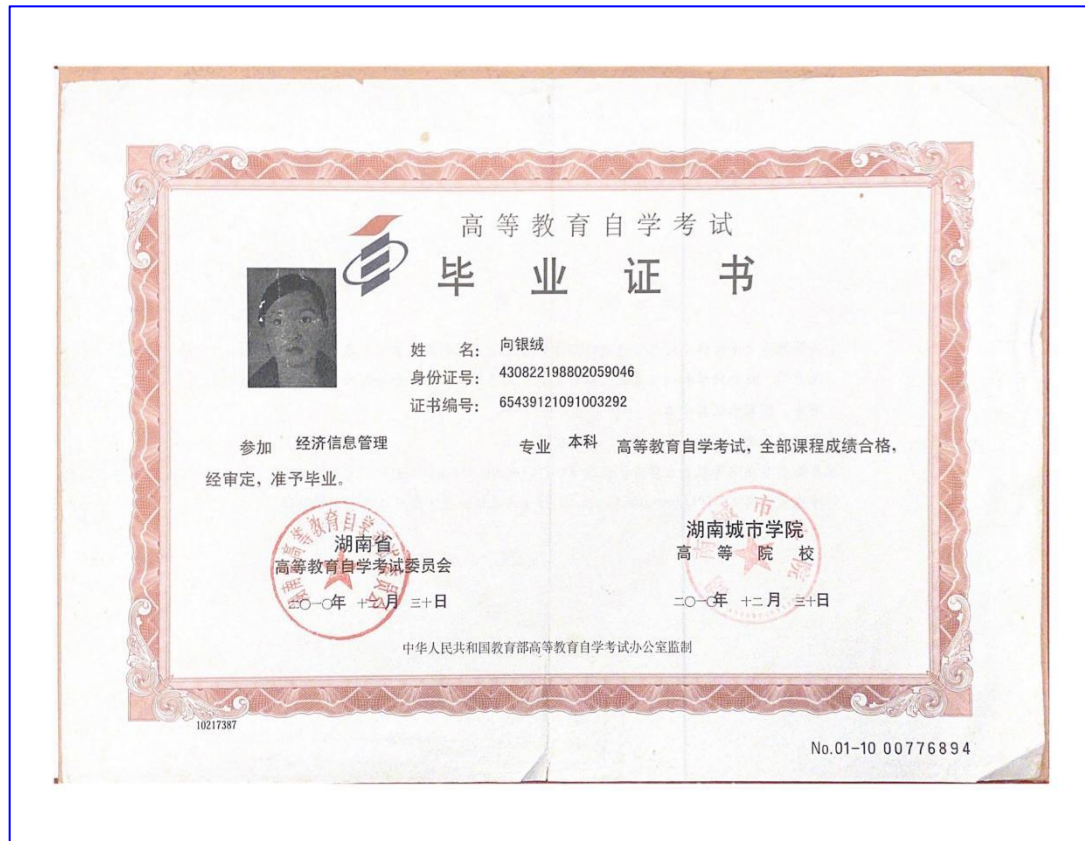 高等教育自学考试
毕业证书
姓 名： 向银绒
身份证号： 430822198802059046
证书编号： 65439121091003292
参加 经济信息管理 专业 本科 高等教育自学考试，全部课程成绩合格，
经审定，准予毕业。
湖南省 湖南城市学院
高等教育自学考试委员会 高等院校
二〇一〇年 十二月 三十日 二〇一〇年 十二月 三十日
中华人民共和国教育部高等教育自学考试办公室监制
10217387
No.01-10 00776894